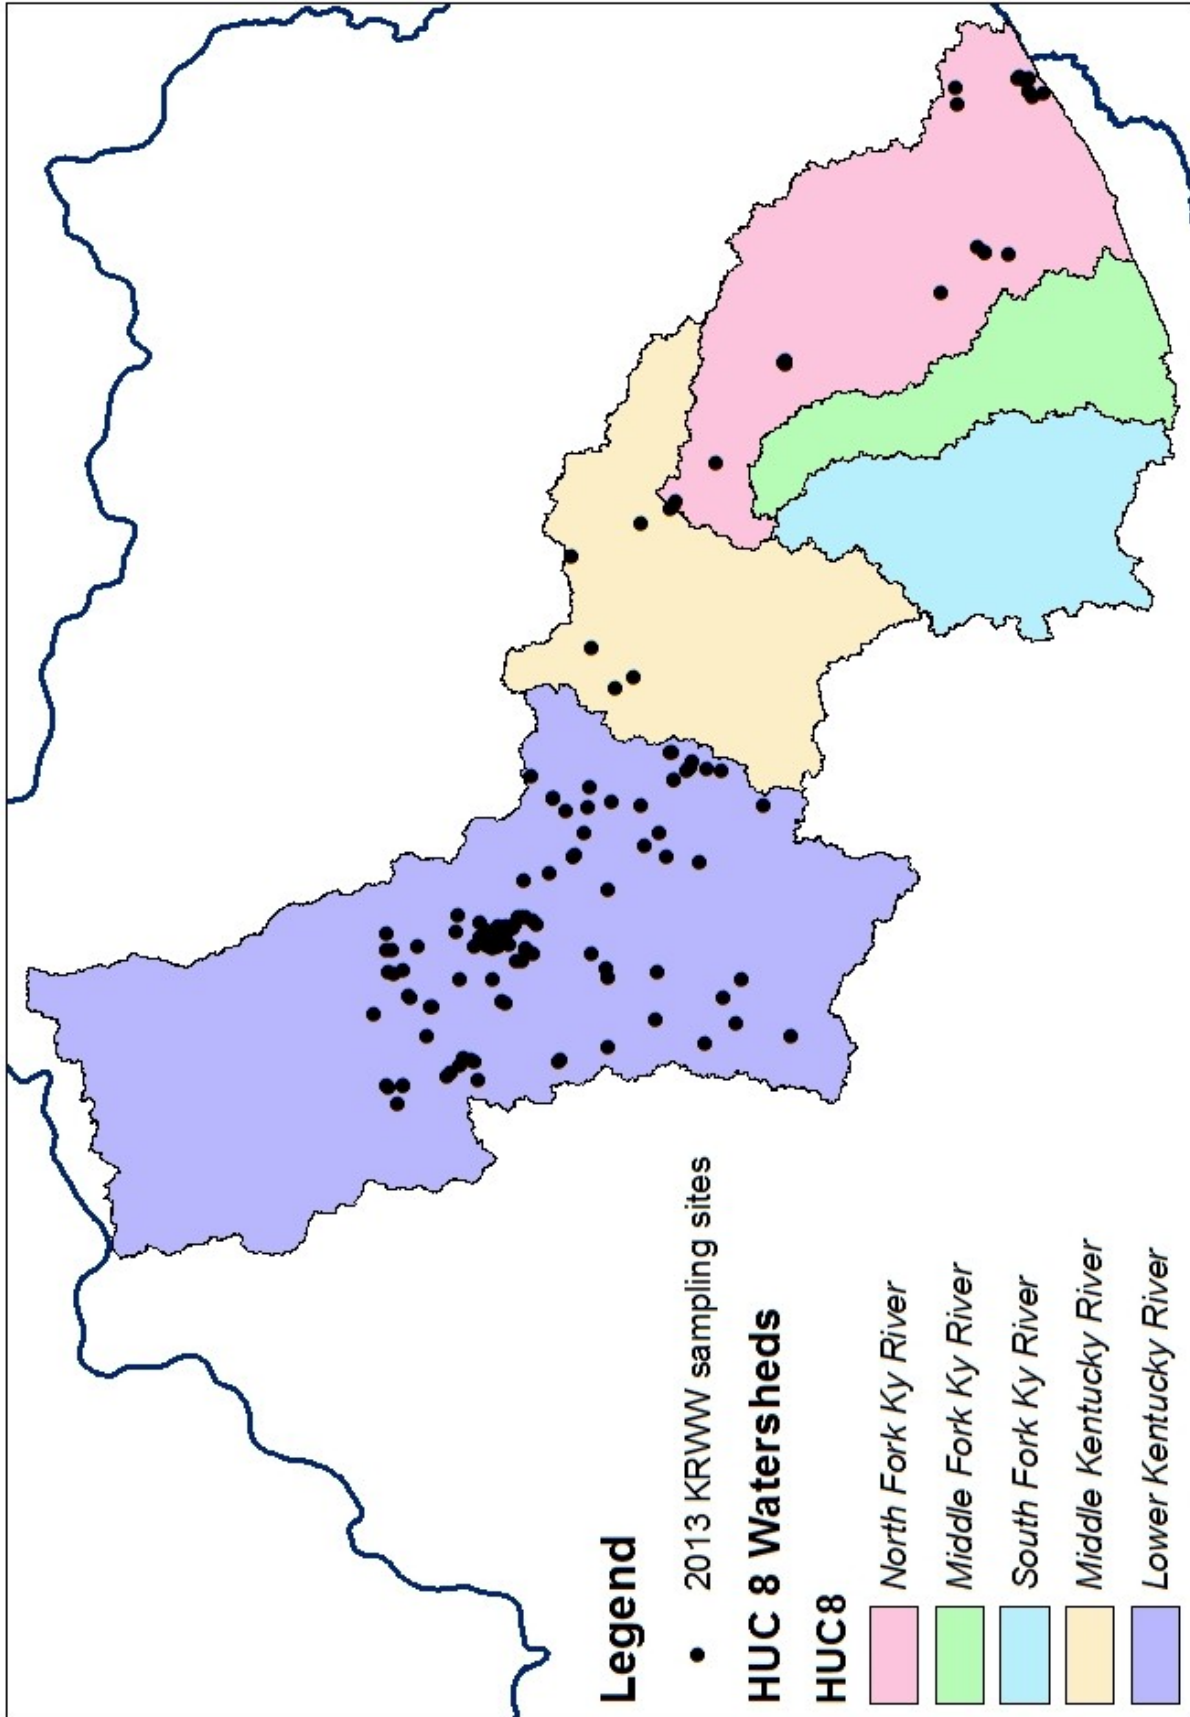 Legend
2013 KRWW sampling sites
HUC 8 Watersheds
HUC8
North Fork Ky River
Middle Fork Ky River
South Fork Ky River
Middle Kentucky River
Lower Kentucky River